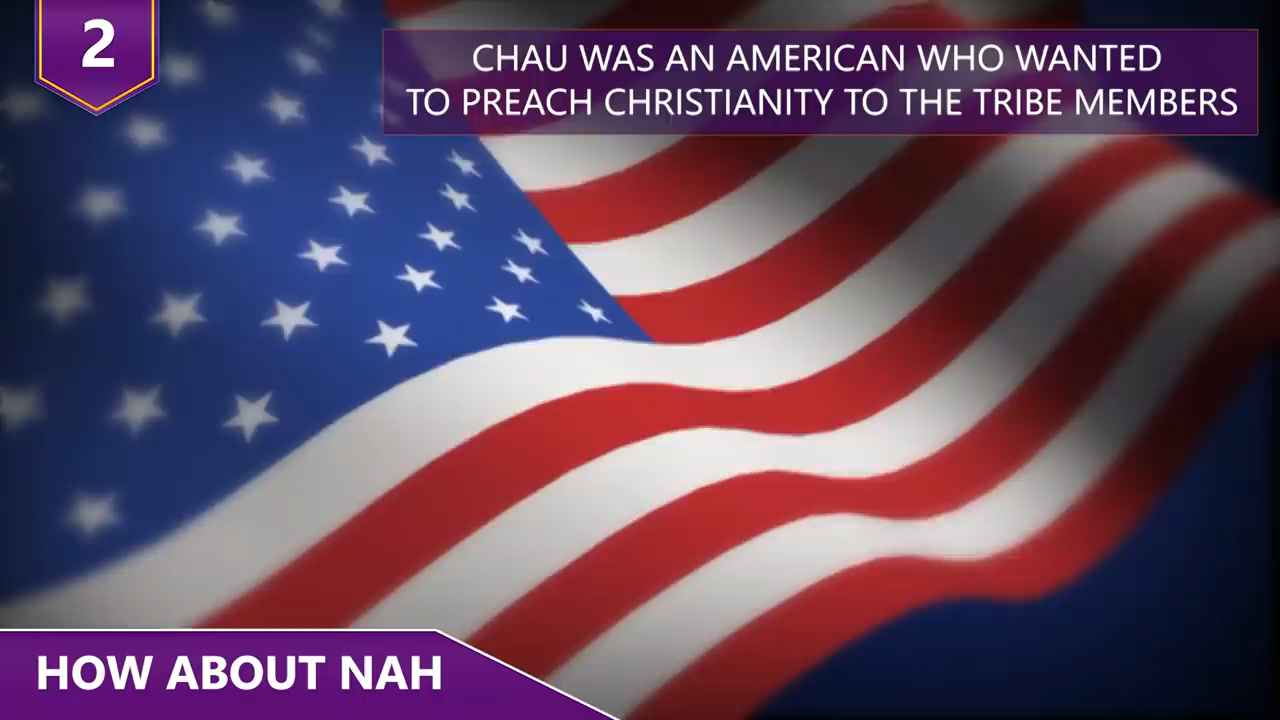 2
CHAU WAS AN AMERICAN WHO WANTED
TO PREACH CHRISTIANITY TO THE TRIBE MEMBERS
HOW ABOUT NAH